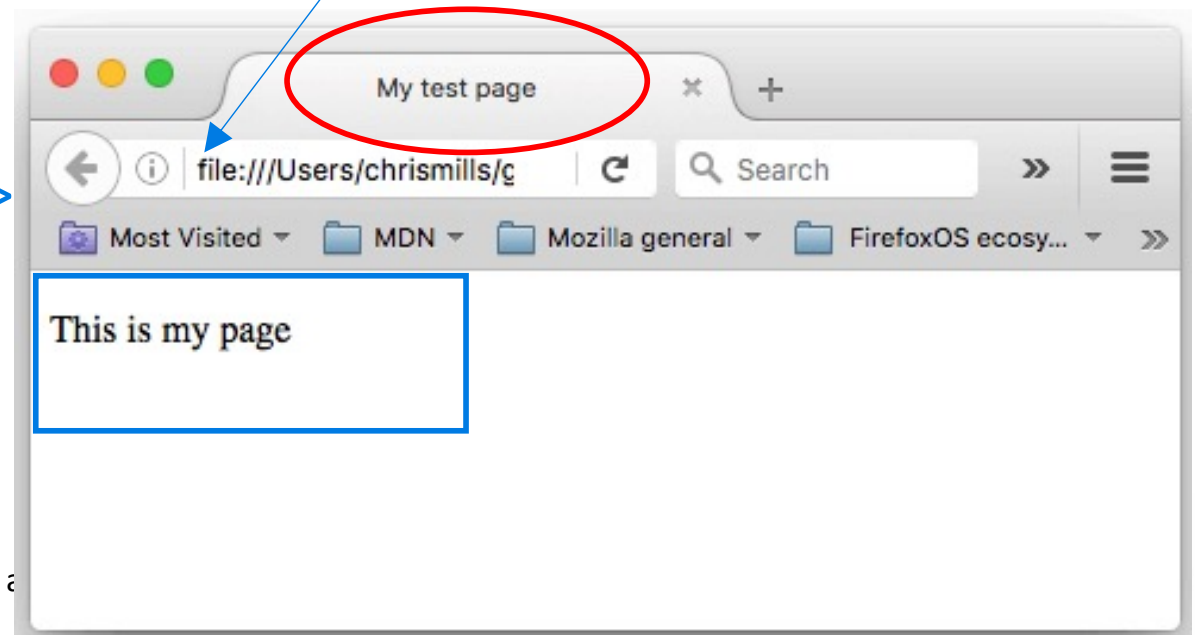 My test page
file:///Users/chrismills/g Search
>
Most Visited MDN Mozilla general FirefoxOS ecosy...
This is my page
a